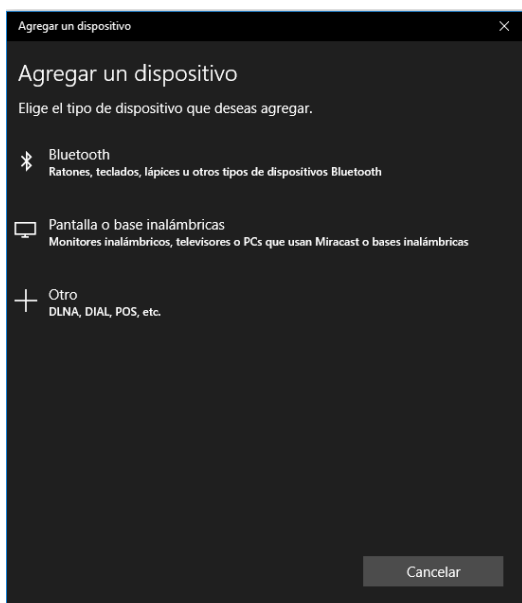 Agregar un dispositivo
Agregar un dispositivo
Elige el tipo de dispositivo que deseas agregar.
Bluetooth
Ratones, teclados, lápices u otros tipos de dispositivos Bluetooth
Pantalla o base inalámbricas
Monitores inalámbricos, televisores o PCs que usan Miracast o bases inalámbricas
Otro
DLNA, DIAL, POS, etc.
Cancelar